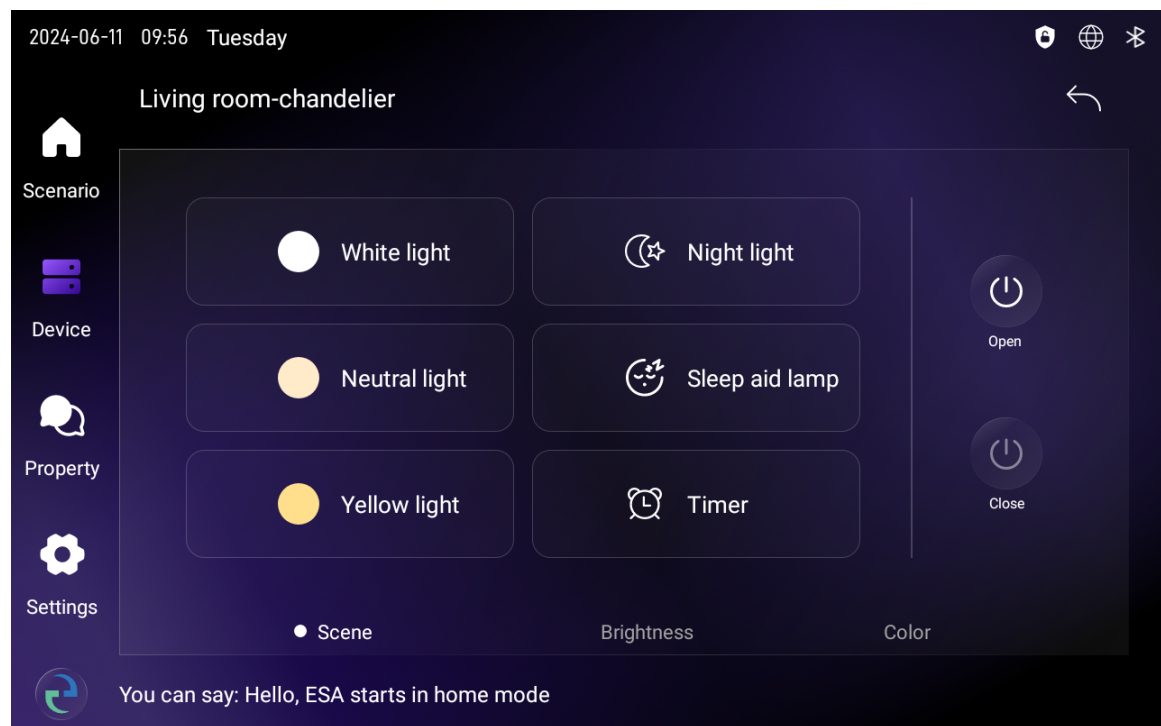 2024-06-11 09:56 Tuesday
Living room-chandelier
Scenario
Device
Property
Settings
White light
Night light
Neutral light
Sleep aid lamp
Yellow light
Timer
Open
Close
Scene
Brightness
Color
You can say: Hello, ESA starts in home mode